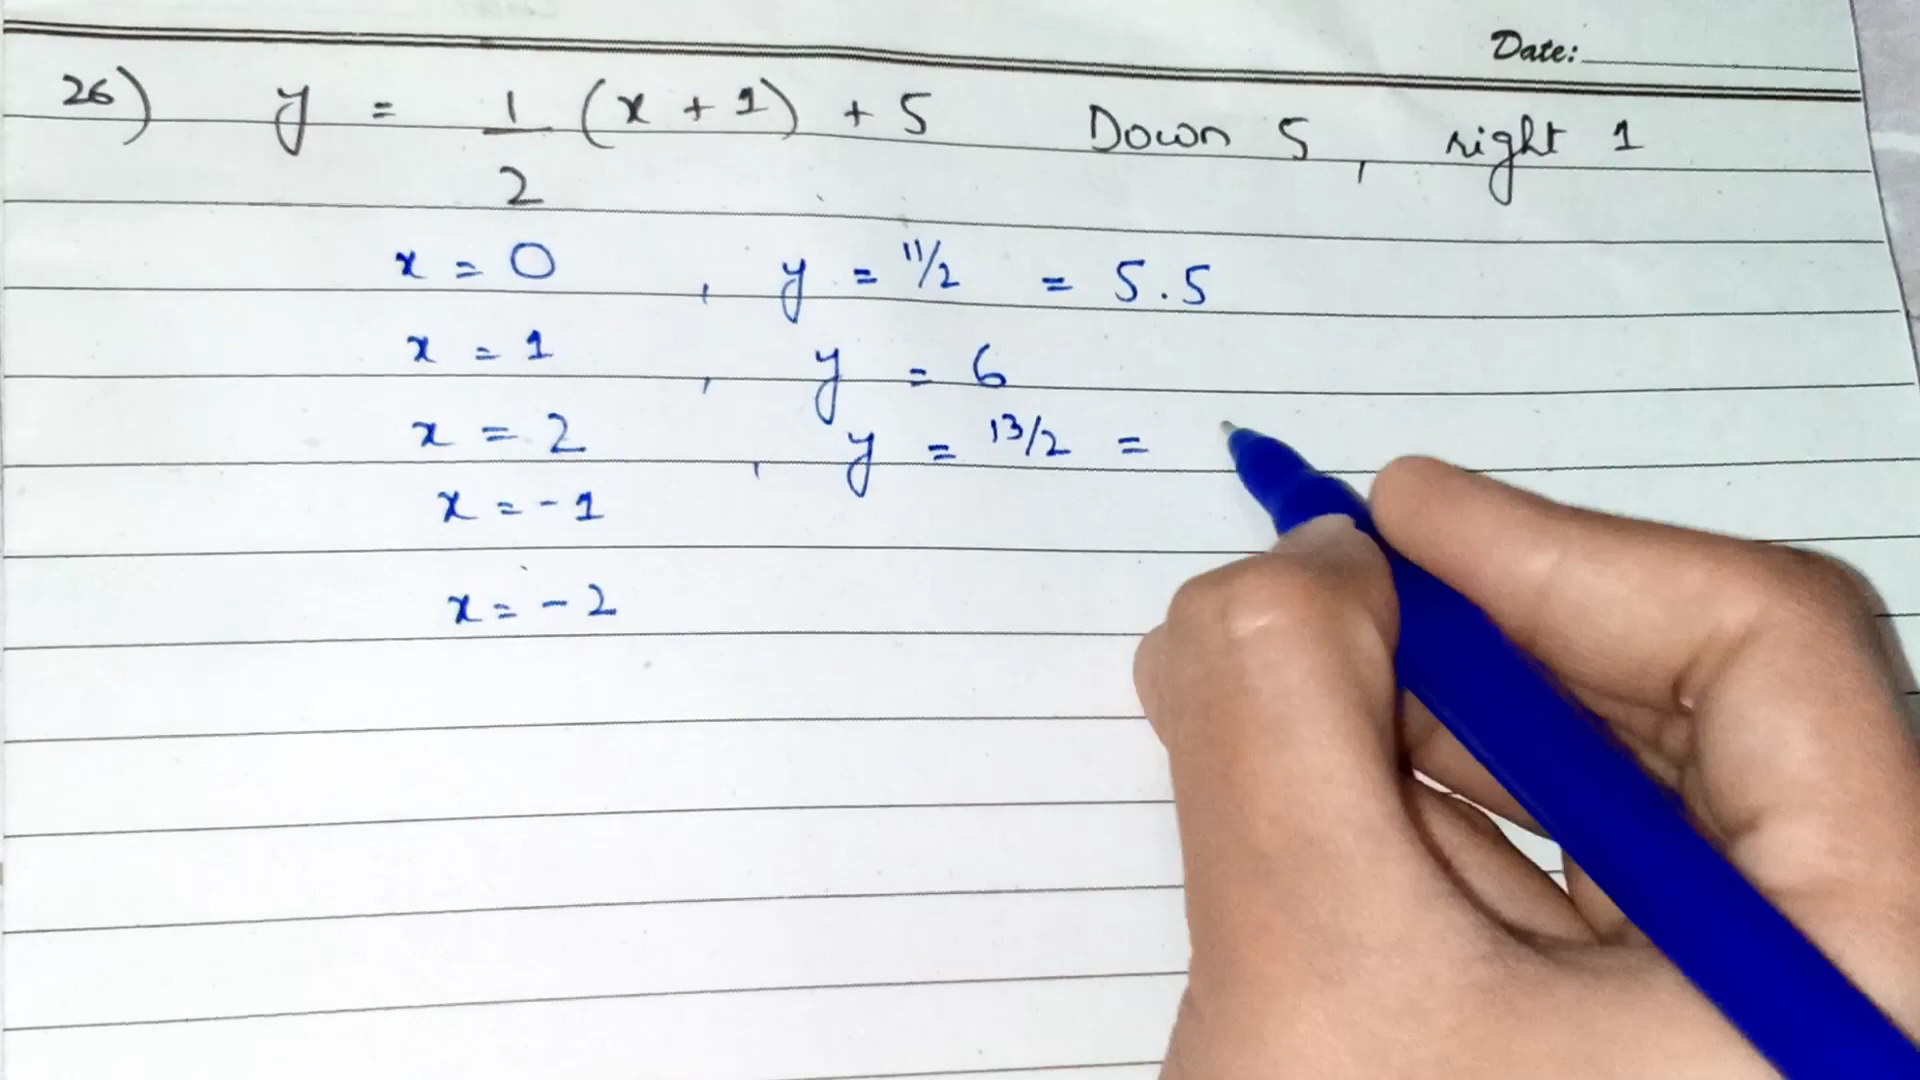 Date:
26) y = 1/2 (x + 1) + 5 Down 5, right 1
x = 0 , y = 11/2 = 5.5
x = 1 , y = 6
x = 2 , y = 13/2 =
x = -1
x = -2